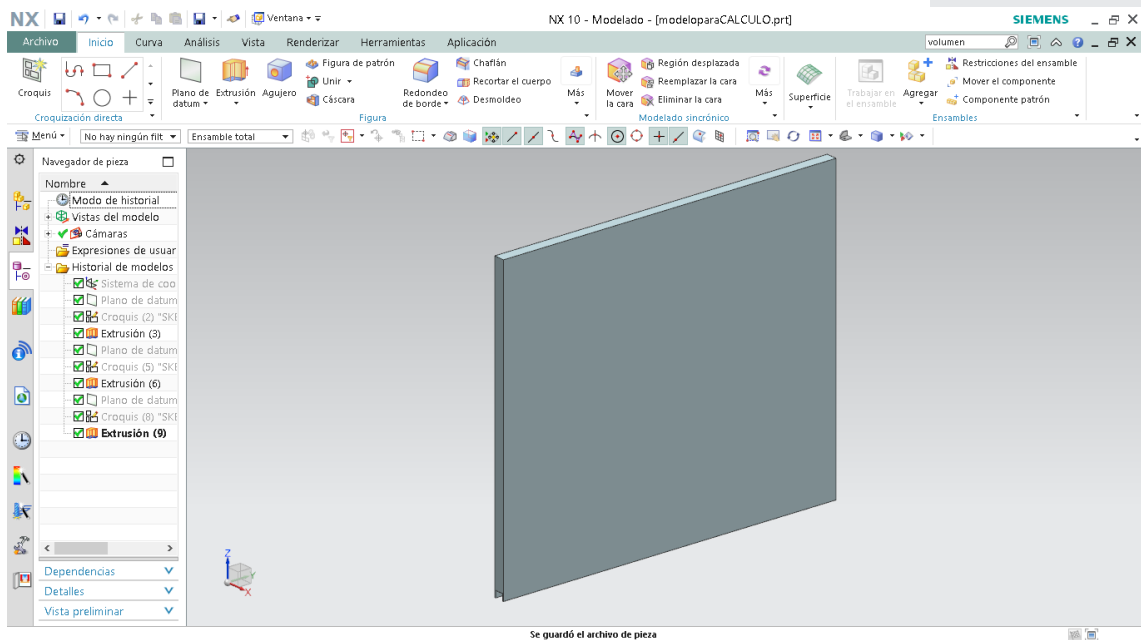 NX Ventana NX 10 - Modelado - [modeloparaCALCULO.prt] SIEMENS
Archivo Inicio Curva Análisis Vista Renderizar Herramientas Aplicación volumen
Croquis
Croquización directa
Plano de datum
Extrusión
Agujero
Figura de patrón
Unir
Cáscara
Redondeo de borde
Chaflán
Recortar el cuerpo
Desmoldeo
Más
Figura
Mover la cara
Región desplazada
Reemplazar la cara
Eliminar la cara
Más
Modelado sincrónico
Superficie
Trabajar en el ensamble
Agregar
Restricciones del ensamble
Mover el componente
Componente patrón
Ensambles
Menú No hay ningún filt Ensamble total
Navegador de pieza
Nombre
Modo de historial
Vistas del modelo
Cámaras
Expresiones de usuar
Historial de modelos
Sistema de coo
Plano de datum
Croquis (2) "SKE
Extrusión (3)
Plano de datum
Croquis (5) "SKE
Extrusión (6)
Plano de datum
Croquis (8) "SKE
Extrusión (9)
Z
Y
X
Dependencias
Detalles
Vista preliminar
Se guardó el archivo de pieza